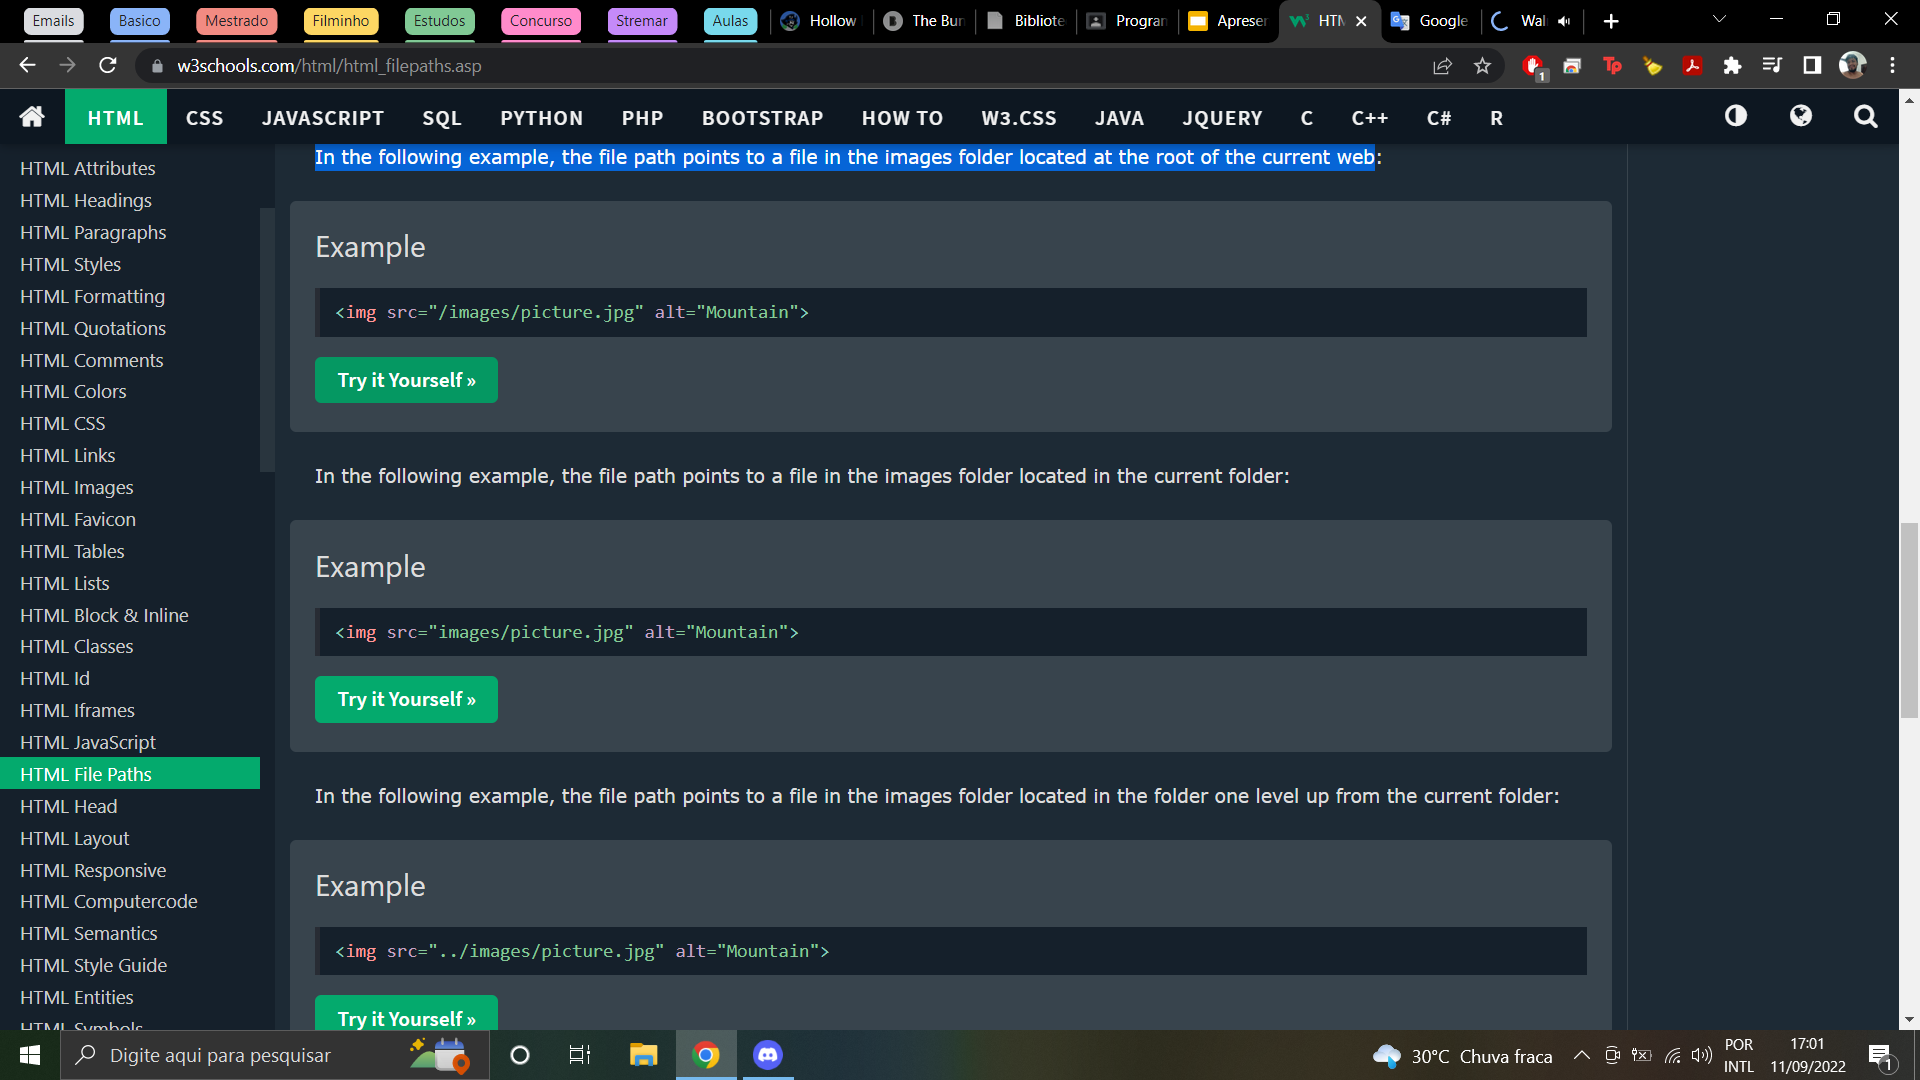 Emails
Basico
Mestrado
Filminho
Estudos
Concurso
Stremar
Aulas
Hollow
The Bun
Bibliote
Progran
Apreser
HTM
Google
Wal
w3schools.com/html/html_filepaths.asp
1
HTML
CSS
JAVASCRIPT
SQL
PYTHON
PHP
BOOTSTRAP
HOW TO
W3.CSS
JAVA
JQUERY
C
C++
C#
R
HTML Attributes
HTML Headings
HTML Paragraphs
HTML Styles
HTML Formatting
HTML Quotations
HTML Comments
HTML Colors
HTML CSS
HTML Links
HTML Images
HTML Favicon
HTML Tables
HTML Lists
HTML Block & Inline
HTML Classes
HTML Id
HTML Iframes
HTML JavaScript
HTML File Paths
HTML Head
HTML Layout
HTML Responsive
HTML Computercode
HTML Semantics
HTML Style Guide
HTML Entities
HTML Symbols
In the following example, the file path points to a file in the images folder located at the root of the current web:
Example
<img src="/images/picture.jpg" alt="Mountain">
Try it Yourself »
In the following example, the file path points to a file in the images folder located in the current folder:
Example
<img src="images/picture.jpg" alt="Mountain">
Try it Yourself »
In the following example, the file path points to a file in the images folder located in the folder one level up from the current folder:
Example
<img src="../images/picture.jpg" alt="Mountain">
Try it Yourself »
Digite aqui para pesquisar
30°C Chuva fraca
POR
INTL
17:01
11/09/2022
1